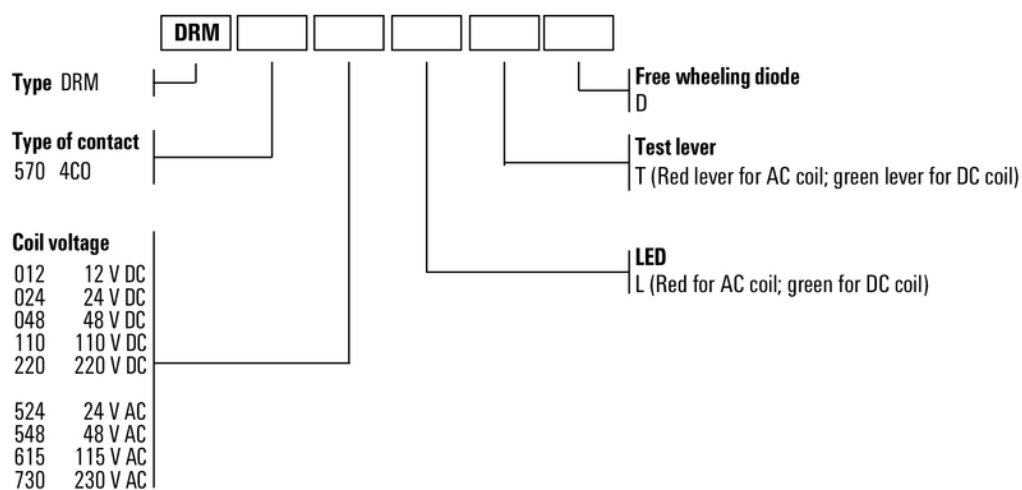 DRM
Type DRM
Type of contact
570 4CO
Coil voltage
012 12 V DC
024 24 V DC
048 48 V DC
110 110 V DC
220 220 V DC
524 24 V AC
548 48 V AC
615 115 V AC
730 230 V AC
Free wheeling diode
D
Test lever
T (Red lever for AC coil; green lever for DC coil)
LED
L (Red for AC coil; green for DC coil)